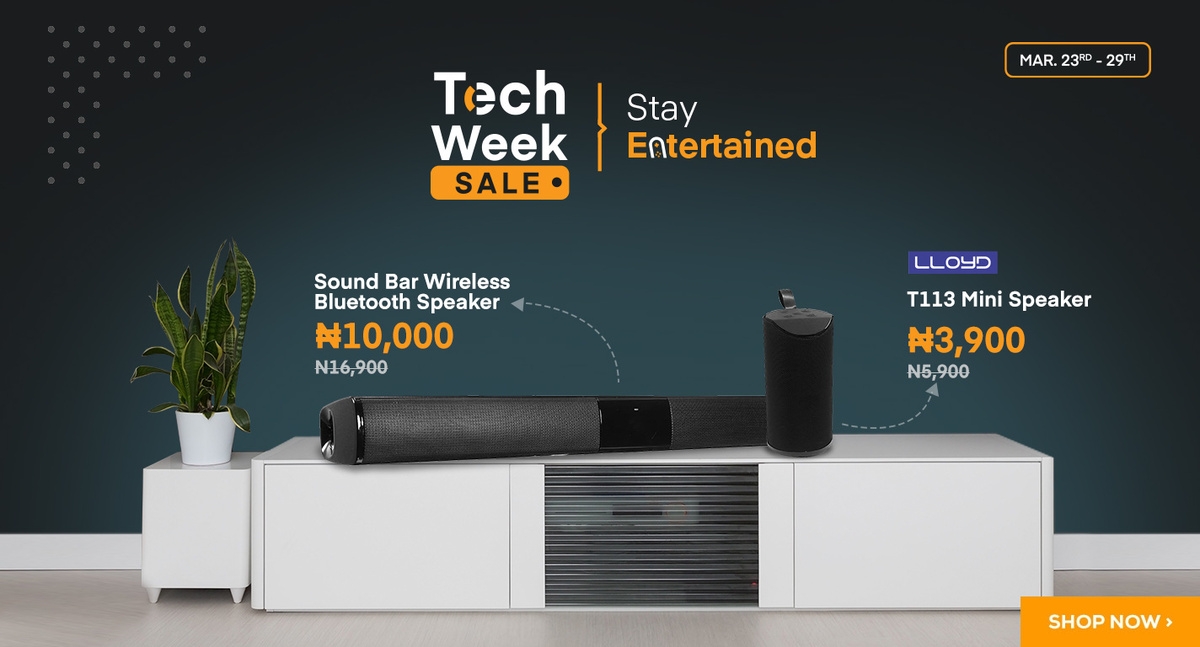 MAR. 23RD - 29TH
Tech
Week
SALE
Stay
Entertained
Sound Bar Wireless
Bluetooth Speaker
₦10,000
₦16,900
LLOYD
T113 Mini Speaker
₦3,900
₦5,900
SHOP NOW ›